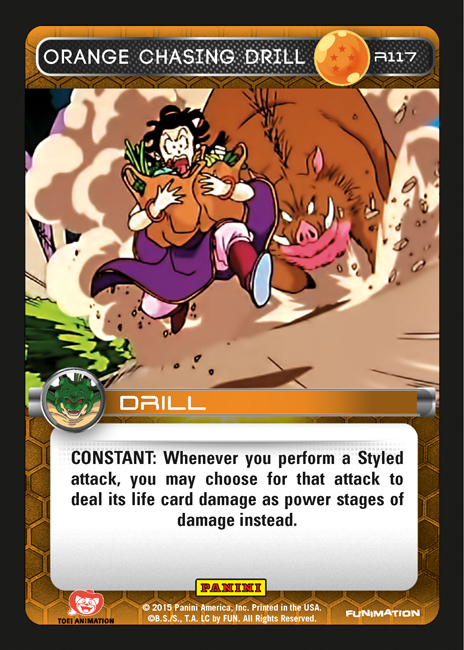 ORANGE CHASING DRILL R117
DRILL
CONSTANT: Whenever you perform a Styled
attack, you may choose for that attack to
deal its life card damage as power stages of
damage instead.
PANINI
TOEI ANIMATION
© 2015 Panini America, Inc. Printed in the USA.
©B.S./S., T.A. LC by FUN. All Rights Reserved.
FUNIMATION